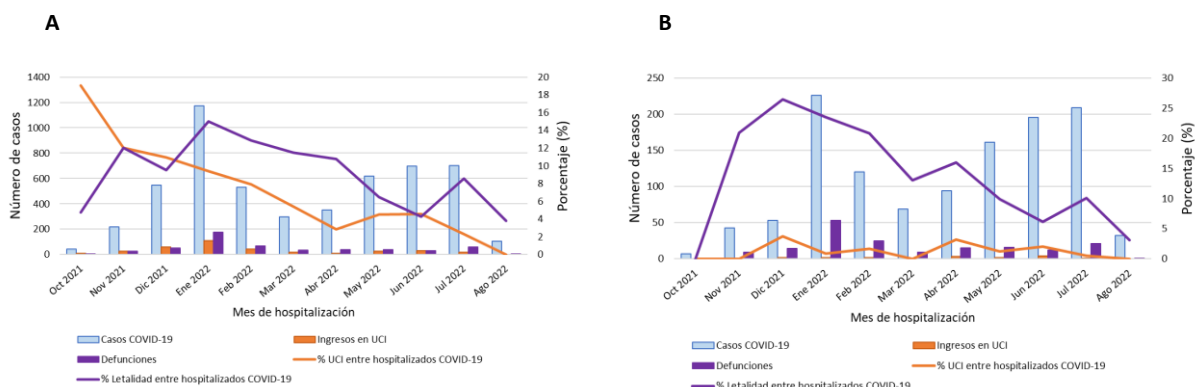 A
B
Número de casos
1400
1200
1000
800
600
400
200
0
20
18
16
14
12
10
8
6
4
2
0
Porcentaje (%)
Oct 2021
Nov 2021
Dic 2021
Ene 2022
Feb 2022
Mar 2022
Abr 2022
May 2022
Jun 2022
Jul 2022
Ago 2022
Mes de hospitalización
Casos COVID-19
Ingresos en UCI
Defunciones
% UCI entre hospitalizados COVID-19
% Letalidad entre hospitalizados COVID-19
Número de casos
250
200
150
100
50
0
30
25
20
15
10
5
0
Porcentaje (%)
Oct 2021
Nov 2021
Dic 2021
Ene 2022
Feb 2022
Mar 2022
Abr 2022
May 2022
Jun 2022
Jul 2022
Ago 2022
Mes de hospitalización
Casos COVID-19
Ingresos en UCI
Defunciones
% UCI entre hospitalizados COVID-19
% Letalidad entre hospitalizados COVID-19